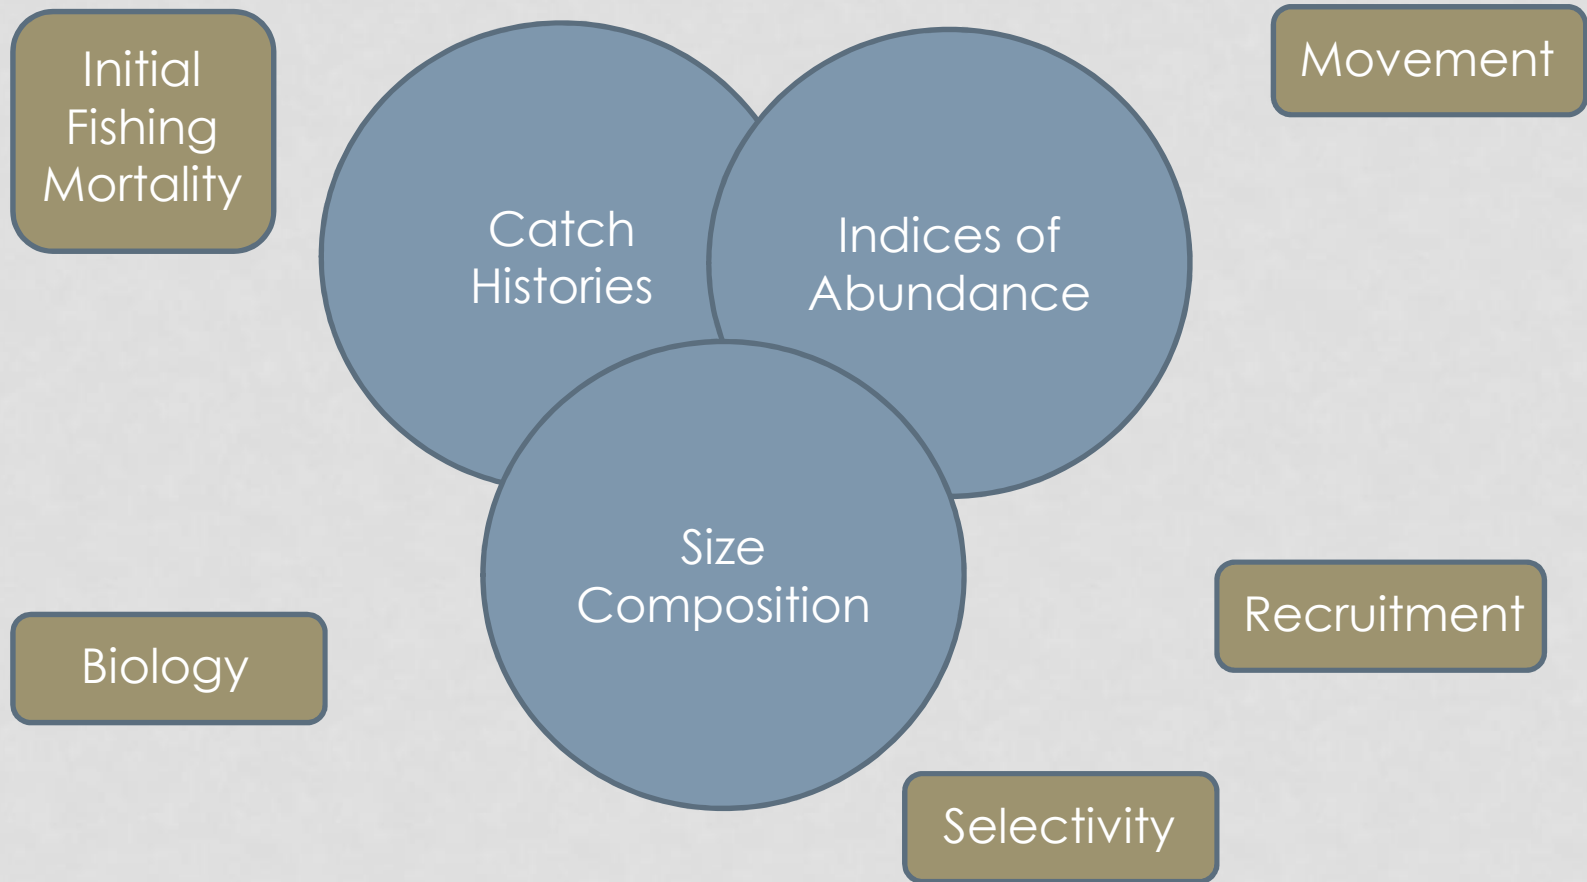 Initial
Fishing
Mortality
Catch
Histories
Indices of
Abundance
Movement
Size
Composition
Biology
Recruitment
Selectivity